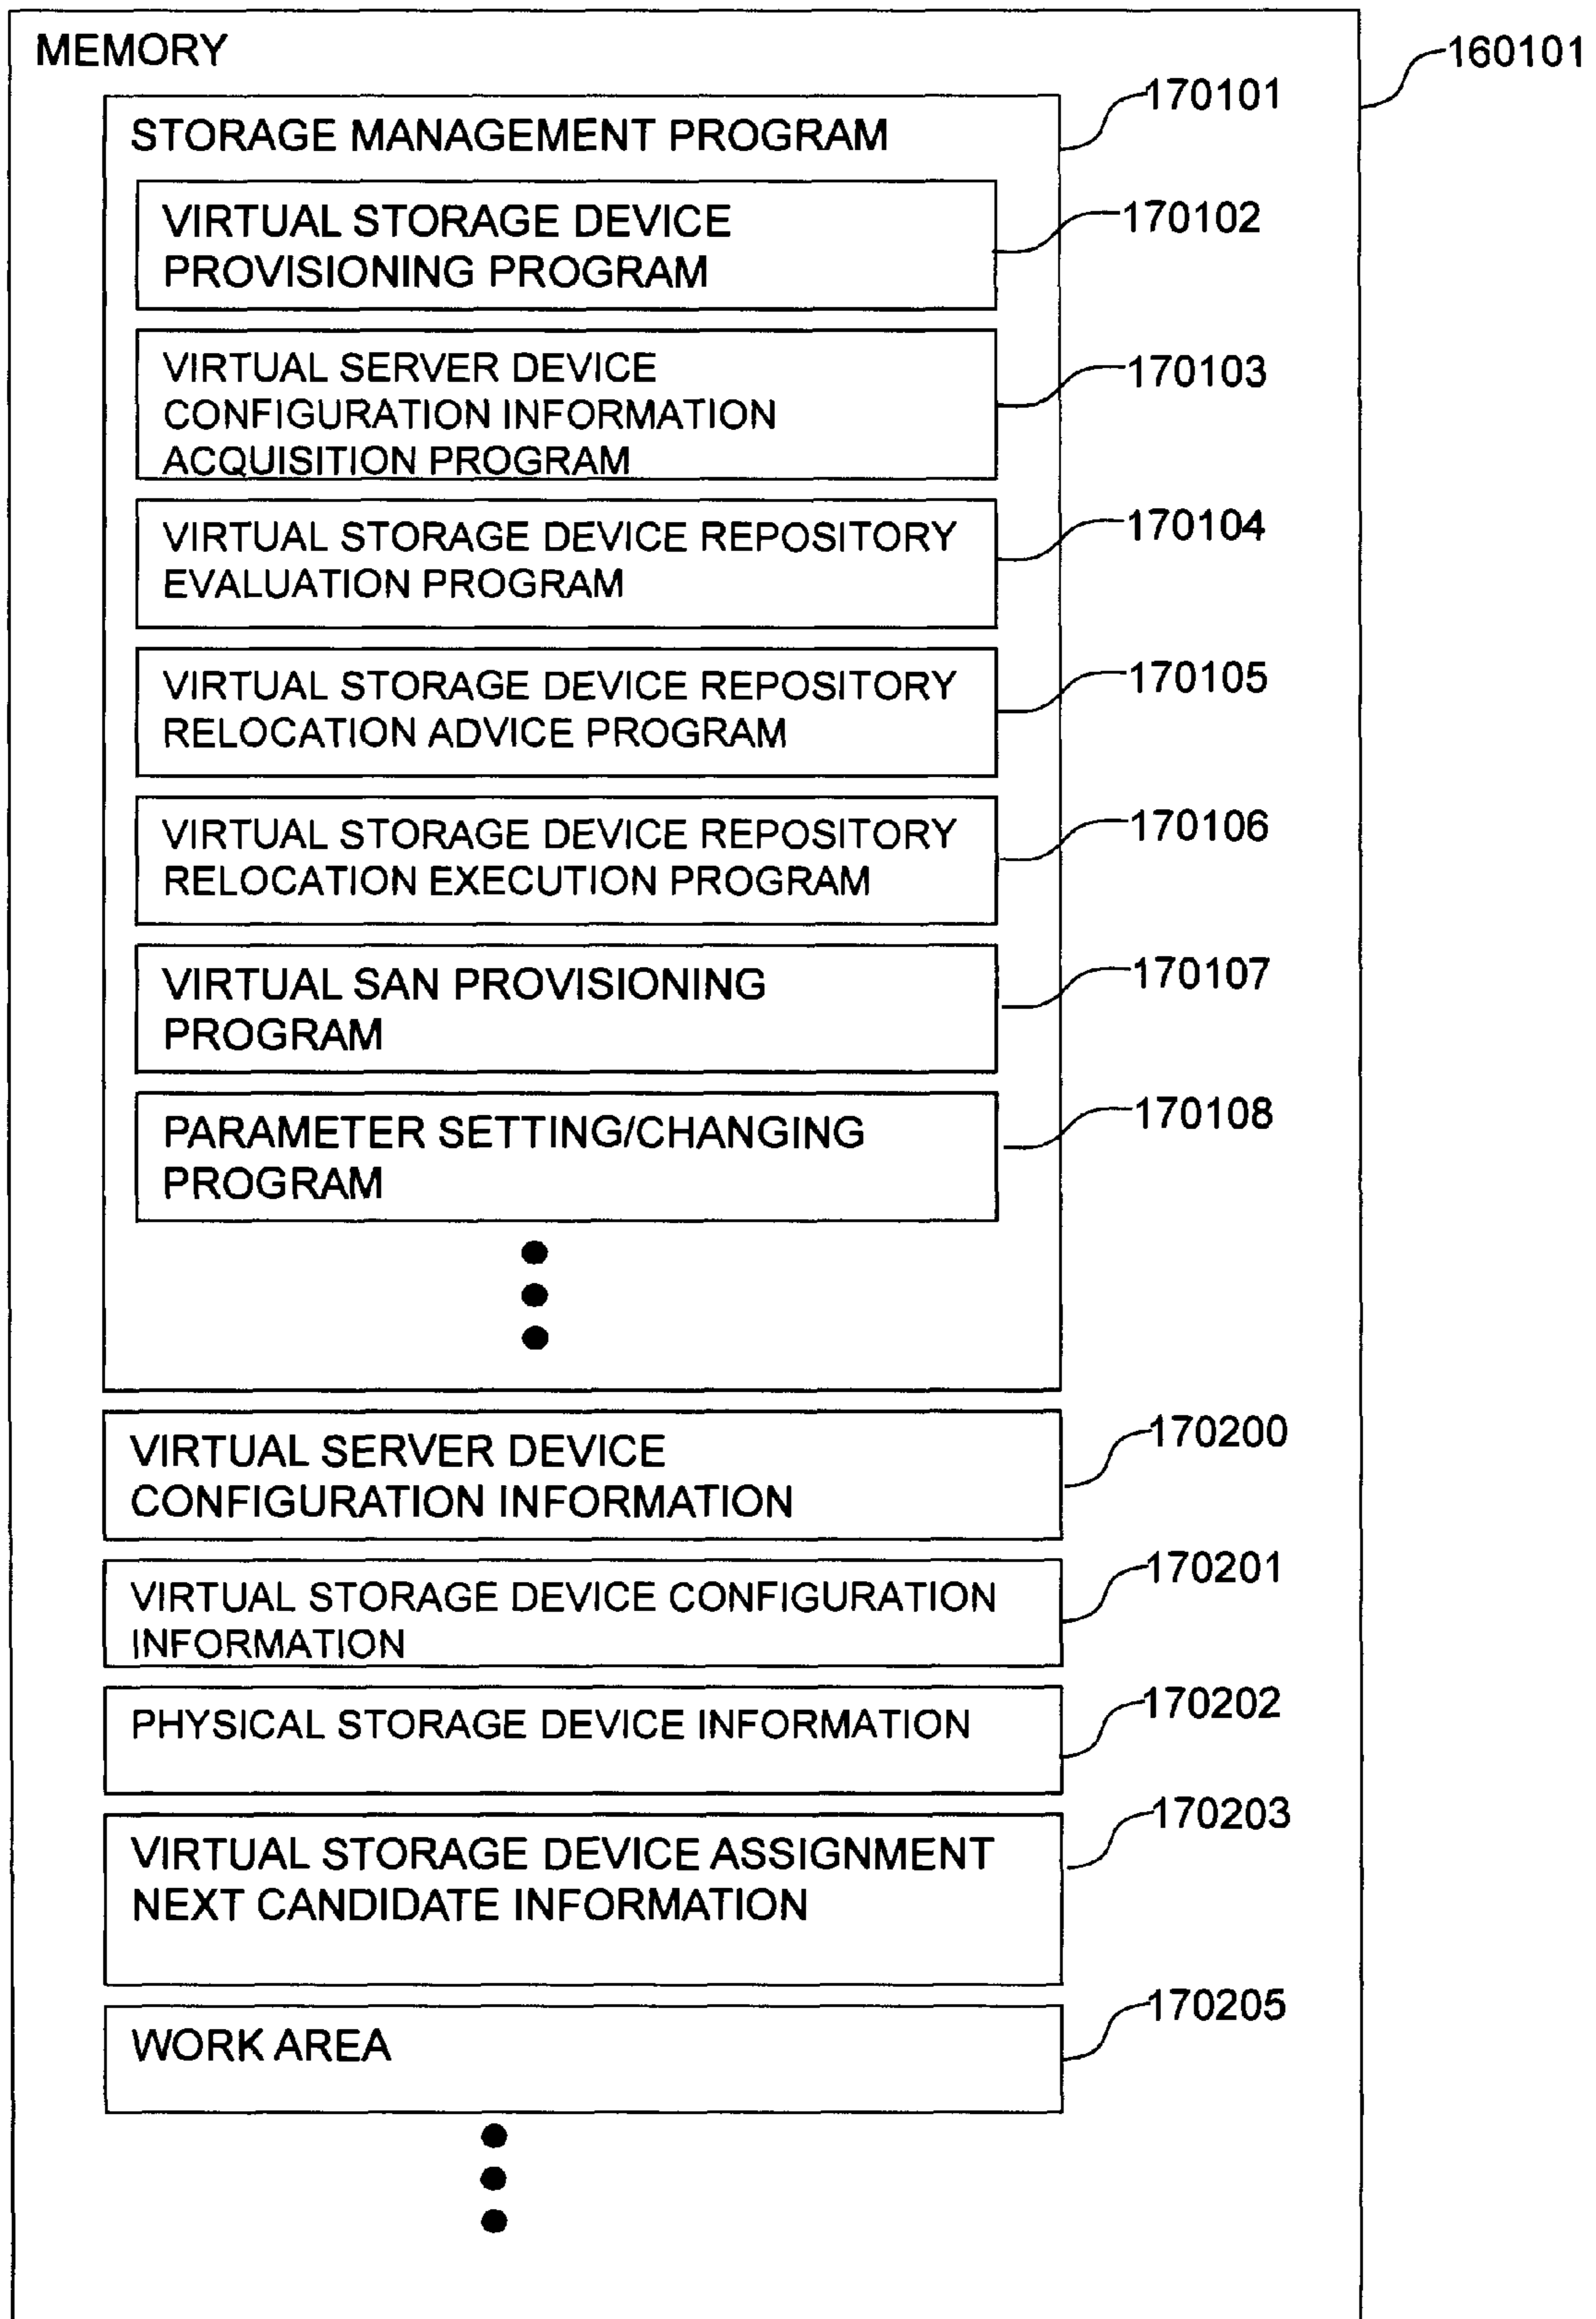 MEMORY
160101
170101
STORAGE MANAGEMENT PROGRAM
VIRTUAL STORAGE DEVICE
PROVISIONING PROGRAM
170102
VIRTUAL SERVER DEVICE
CONFIGURATION INFORMATION
ACQUISITION PROGRAM
170103
VIRTUAL STORAGE DEVICE REPOSITORY
EVALUATION PROGRAM
170104
VIRTUAL STORAGE DEVICE REPOSITORY
RELOCATION ADVICE PROGRAM
170105
VIRTUAL STORAGE DEVICE REPOSITORY
RELOCATION EXECUTION PROGRAM
170106
VIRTUAL SAN PROVISIONING
PROGRAM
170107
PARAMETER SETTING/CHANGING
PROGRAM
170108
VIRTUAL SERVER DEVICE
CONFIGURATION INFORMATION
170200
VIRTUAL STORAGE DEVICE CONFIGURATION
INFORMATION
170201
PHYSICAL STORAGE DEVICE INFORMATION
170202
VIRTUAL STORAGE DEVICE ASSIGNMENT
NEXT CANDIDATE INFORMATION
170203
WORK AREA
170205